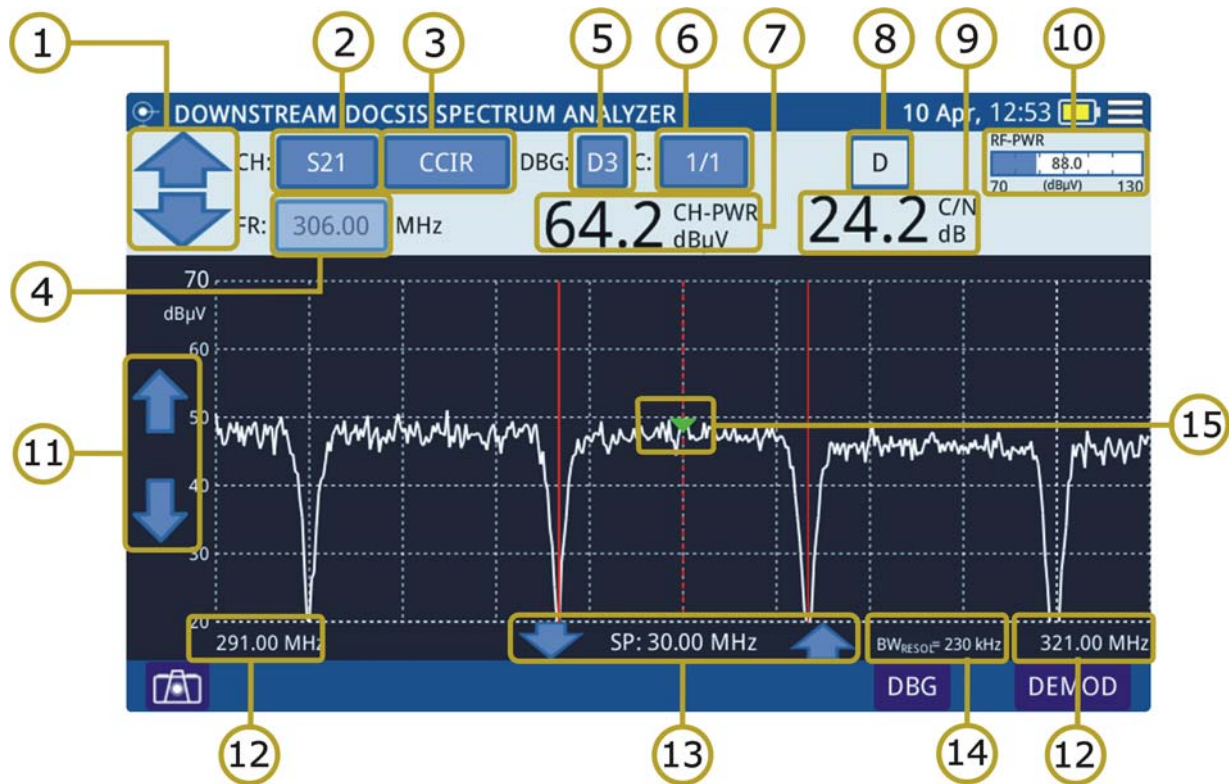 1 2 3 5 6 7 8 9 10
DOWNSTREAM DOCSIS SPECTRUM ANALYZER 10 Apr, 12:53
CH: S21 CCIR DBG: D3 C: 1/1 D RF-PWR
88.0
70 (dBµV) 130
FR: 306.00 MHz 64.2 CH-PWR dBµV 24.2 C/N dB
4
70
dBµV
60
50
15
11
40
30
20
291.00 MHz SP: 30.00 MHz BWRESOL= 230 kHz 321.00 MHz
DBG DEMOD
12 13 14 12